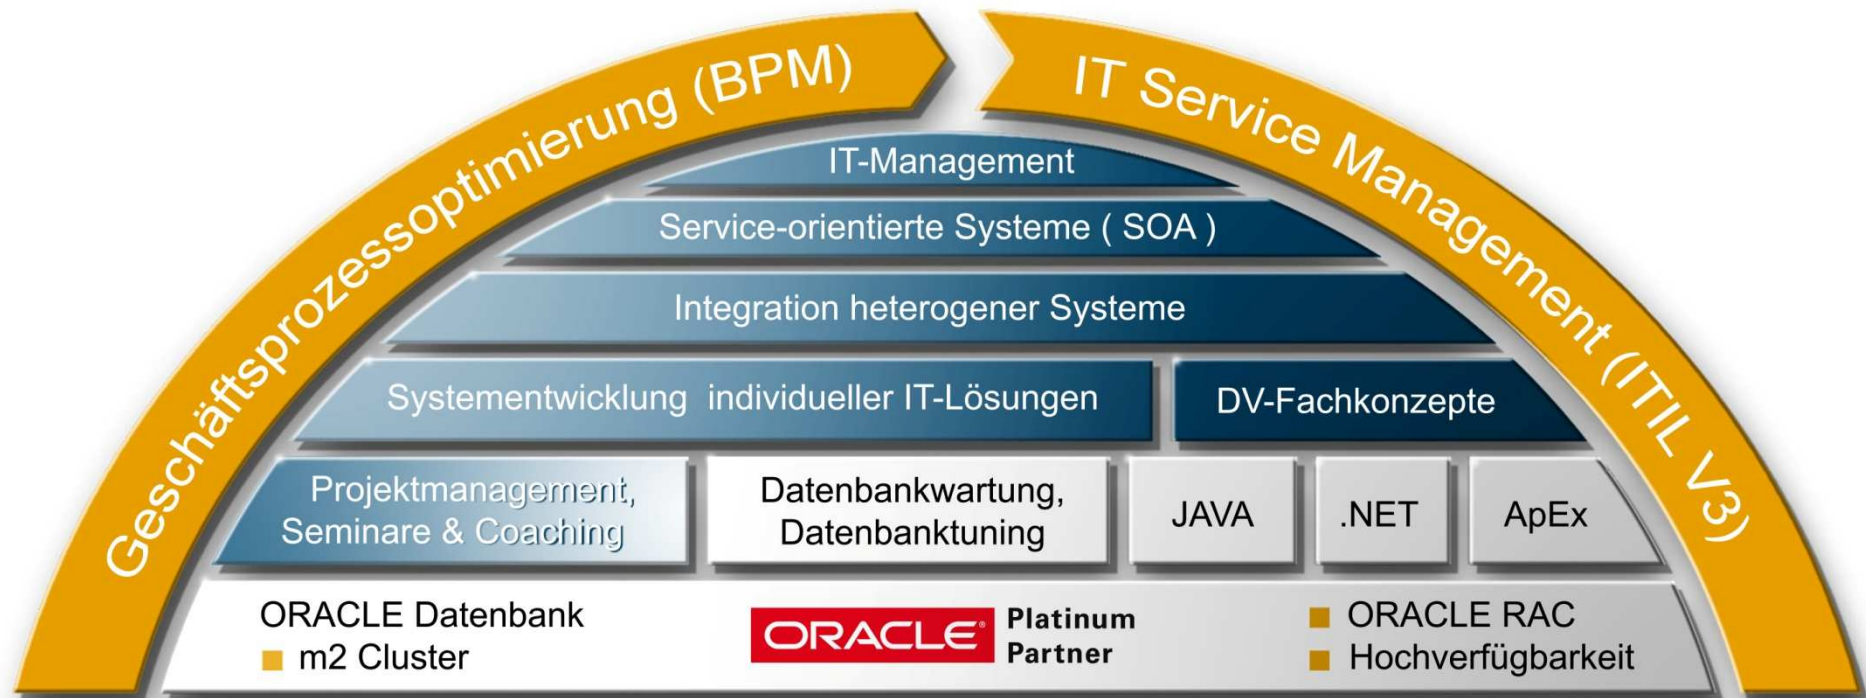 Geschäftsprozessoptimierung (BPM)
IT Service Management (ITIL V3)
IT-Management
Service-orientierte Systeme ( SOA )
Integration heterogener Systeme
Systementwicklung individueller IT-Lösungen
DV-Fachkonzepte
Projektmanagement,
Seminare & Coaching
Datenbankwartung,
Datenbanktuning
JAVA
.NET
ApEx
ORACLE Datenbank
m2 Cluster
ORACLE®
Platinum
Partner
ORACLE RAC
Hochverfügbarkeit